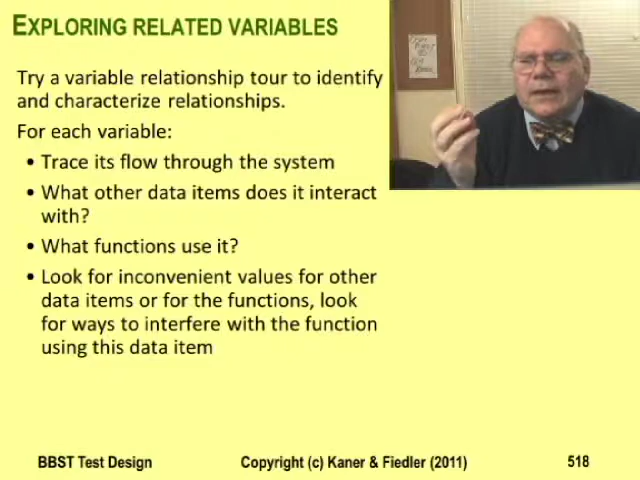 EXPLORING RELATED VARIABLES
Try a variable relationship tour to identify
and characterize relationships.
For each variable:
• Trace its flow through the system
• What other data items does it interact
with?
• What functions use it?
• Look for inconvenient values for other
data items or for the functions, look
for ways to interfere with the function
using this data item
BBST Test Design
Copyright (c) Kaner & Fiedler (2011)
518